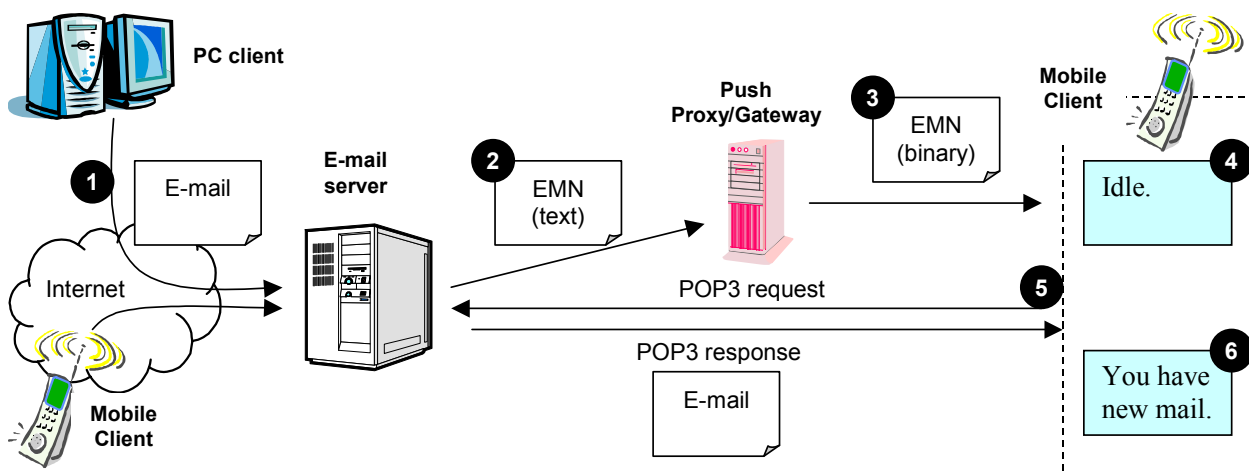 PC client
1
E-mail
Internet
Mobile
Client
E-mail
server
2
EMN
(text)
Push
Proxy/Gateway
3
EMN
(binary)
Mobile
Client
4
Idle.
POP3 request
5
POP3 response
E-mail
6
You have
new mail.